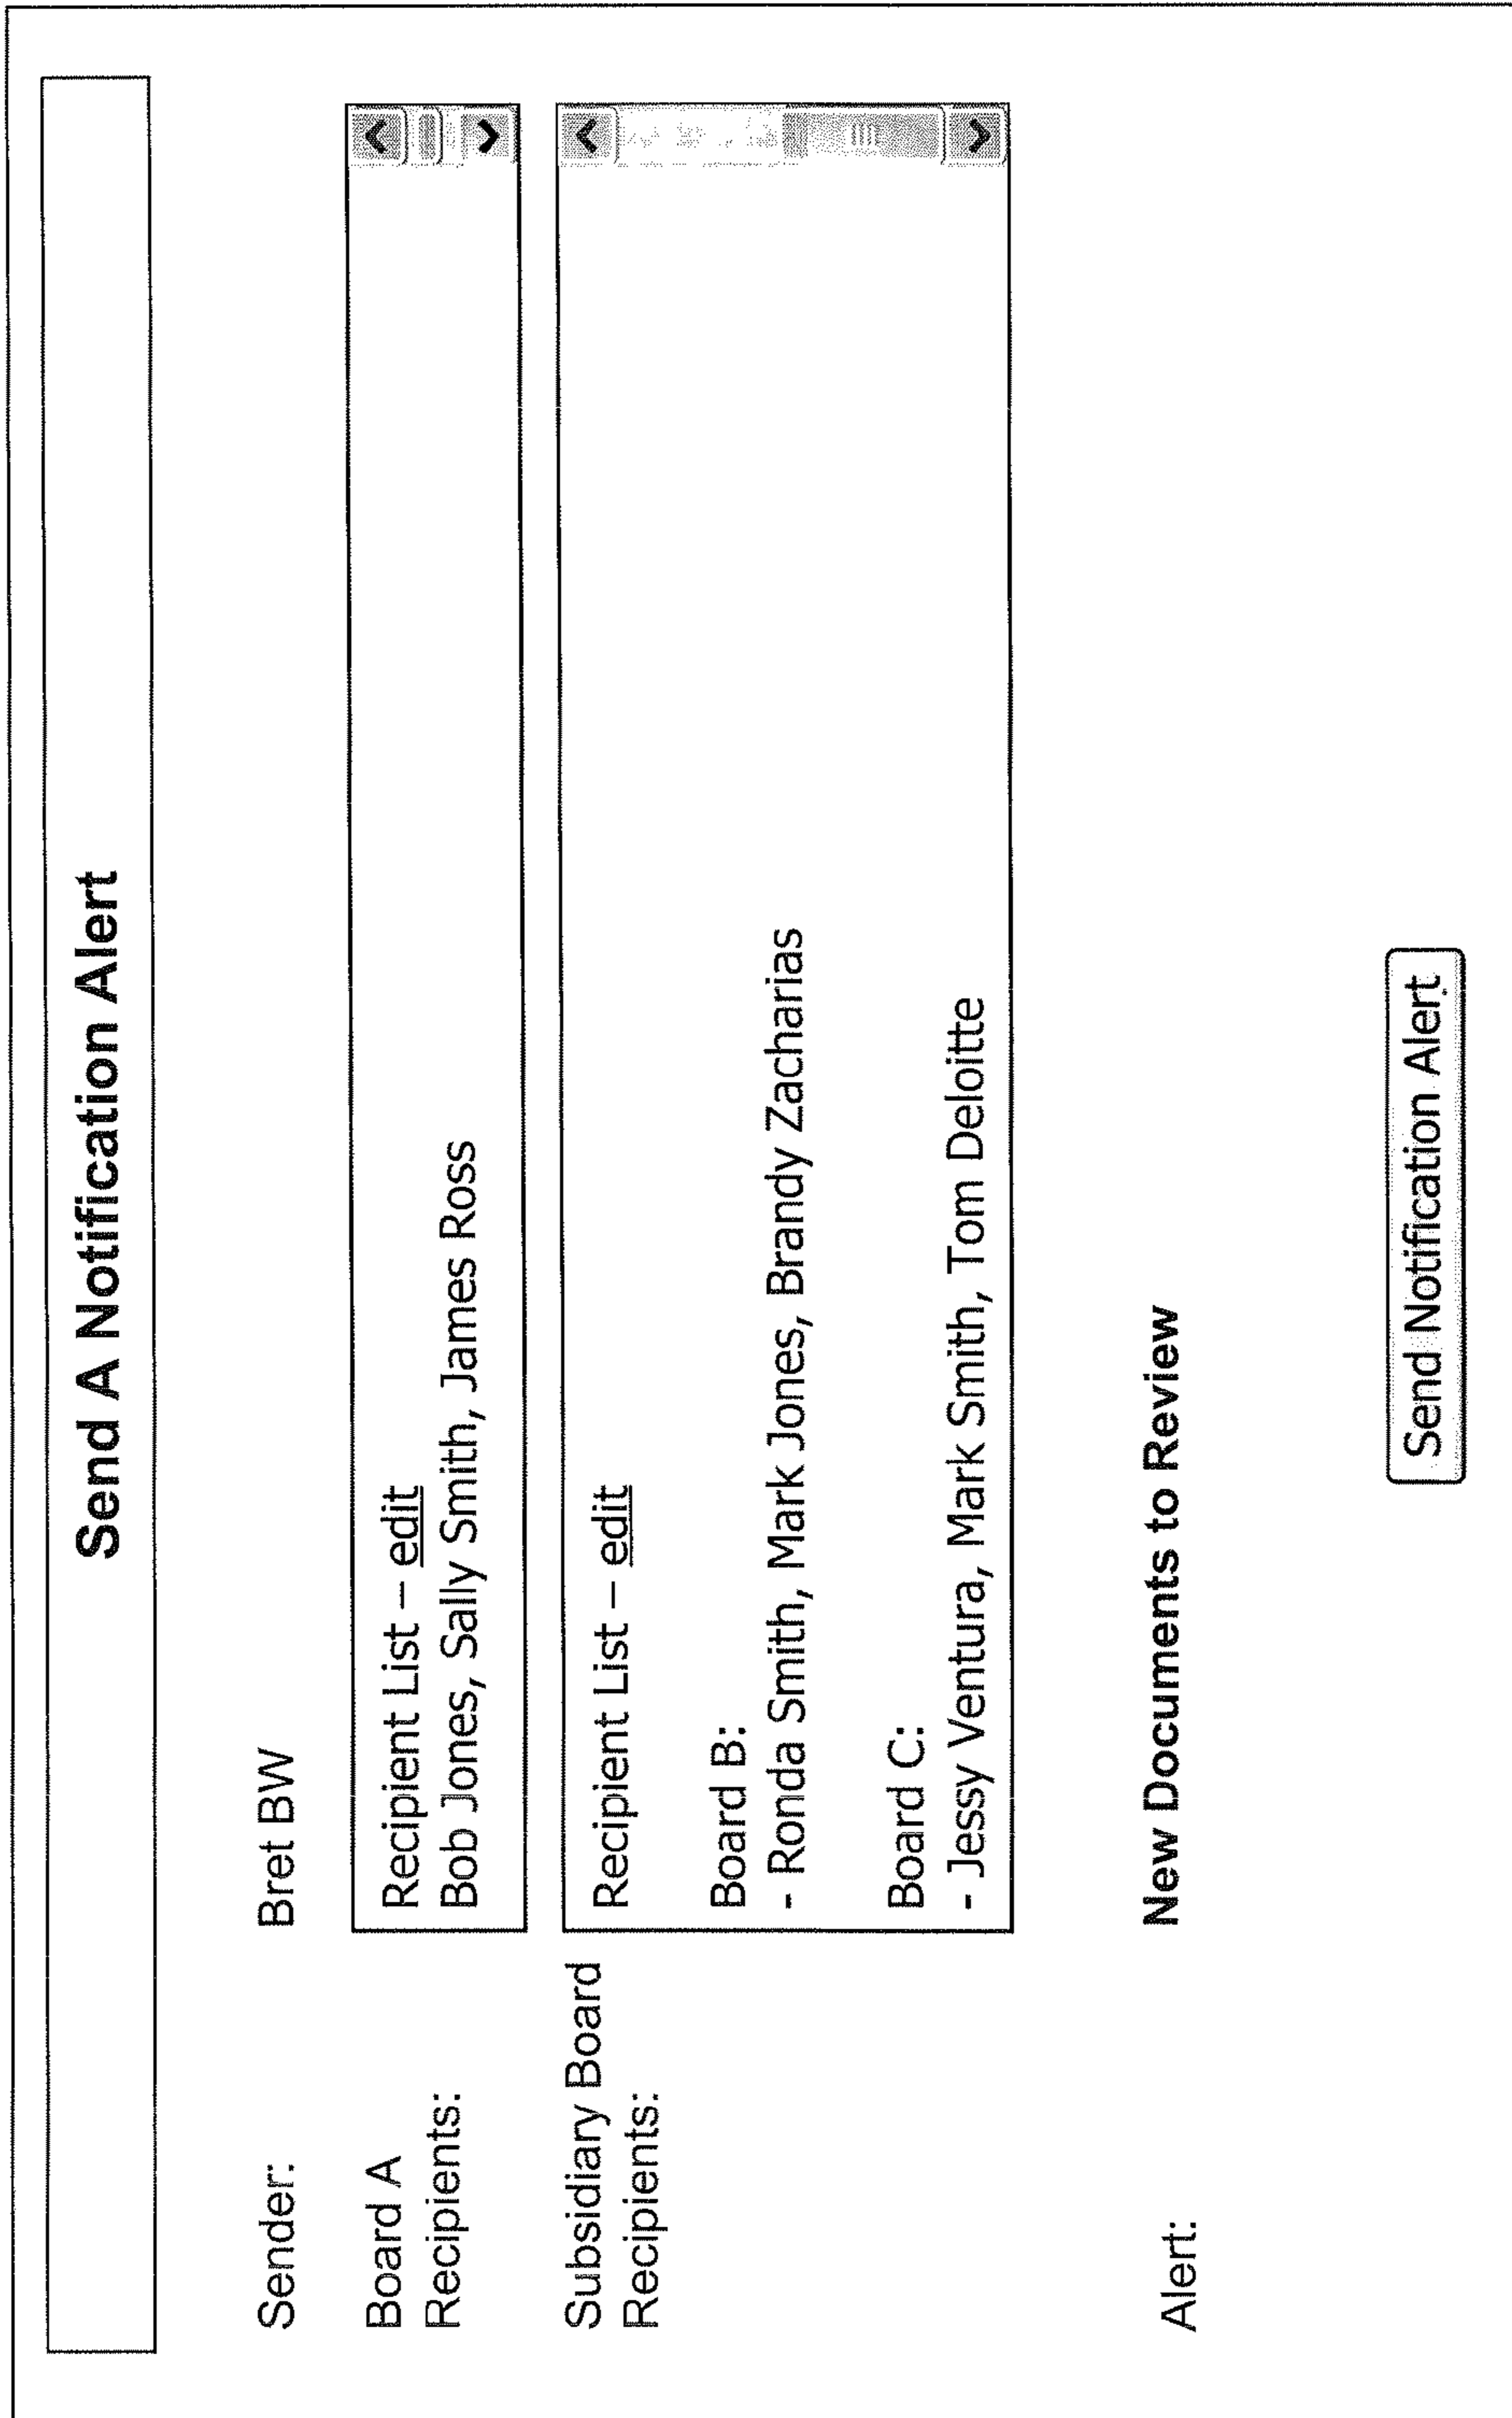 Send A Notification Alert
Sender: Bret BW
Board A
Recipients:
Recipient List – edit
Bob Jones, Sally Smith, James Ross
Subsidiary Board
Recipients:
Recipient List – edit
Board B:
- Ronda Smith, Mark Jones, Brandy Zacharias
Board C:
- Jessy Ventura, Mark Smith, Tom Deloitte
Alert: New Documents to Review
Send Notification Alert